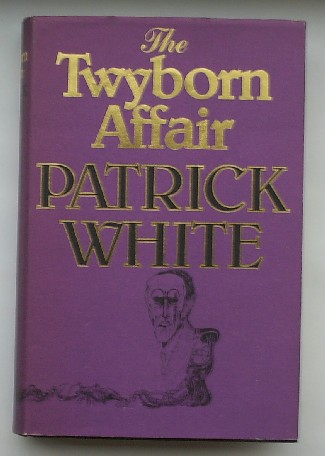 The
Twyborn
Affair
PATRICK
WHITE